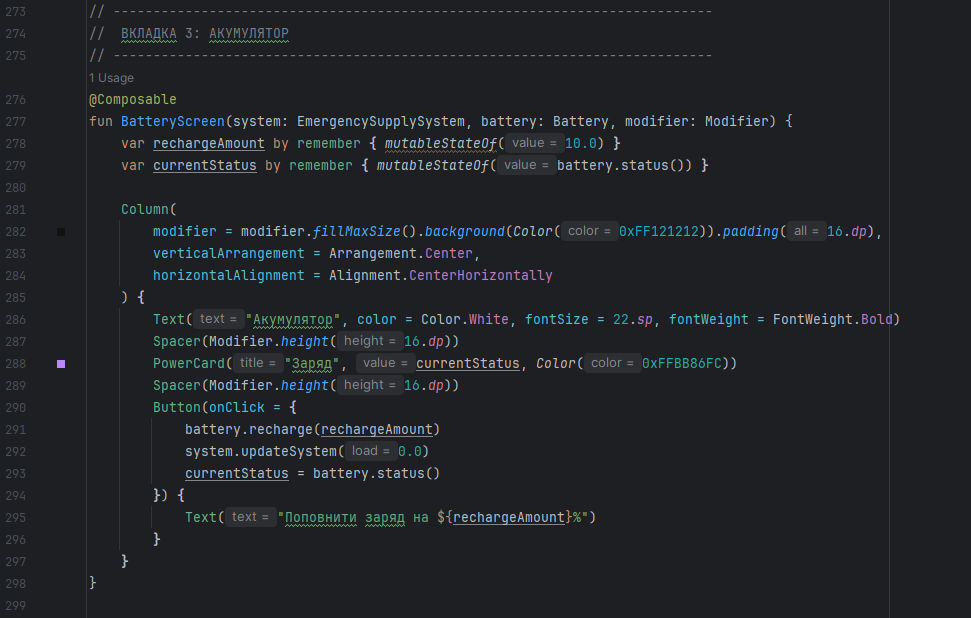 273 // ---------------------------------------------------------------------------
274 // ВКЛАДКА 3: АКУМУЛЯТОР
275 // ---------------------------------------------------------------------------
1 Usage
276 @Composable
277 fun BatteryScreen(system: EmergencySupplySystem, battery: Battery, modifier: Modifier) {
278     var rechargeAmount by remember { mutableStateOf( value = 10.0) }
279     var currentStatus by remember { mutableStateOf( value = battery.status()) }
280
281     Column(
282         modifier = modifier.fillMaxSize().background(Color( color = 0xFF121212)).padding( all = 16.dp),
283         verticalArrangement = Arrangement.Center,
284         horizontalAlignment = Alignment.CenterHorizontally
285     ) {
286         Text( text = "Акумулятор", color = Color.White, fontSize = 22.sp, fontWeight = FontWeight.Bold)
287         Spacer(Modifier.height( height = 16.dp))
288         PowerCard( title = "Заряд",  value = currentStatus, Color( color = 0xFFBB86FC))
289         Spacer(Modifier.height( height = 16.dp))
290         Button(onClick = {
291             battery.recharge(rechargeAmount)
292             system.updateSystem( load = 0.0)
293             currentStatus = battery.status()
294         }) {
295             Text( text = "Поповнити заряд на ${rechargeAmount}%")
296         }
297     }
298 }
299